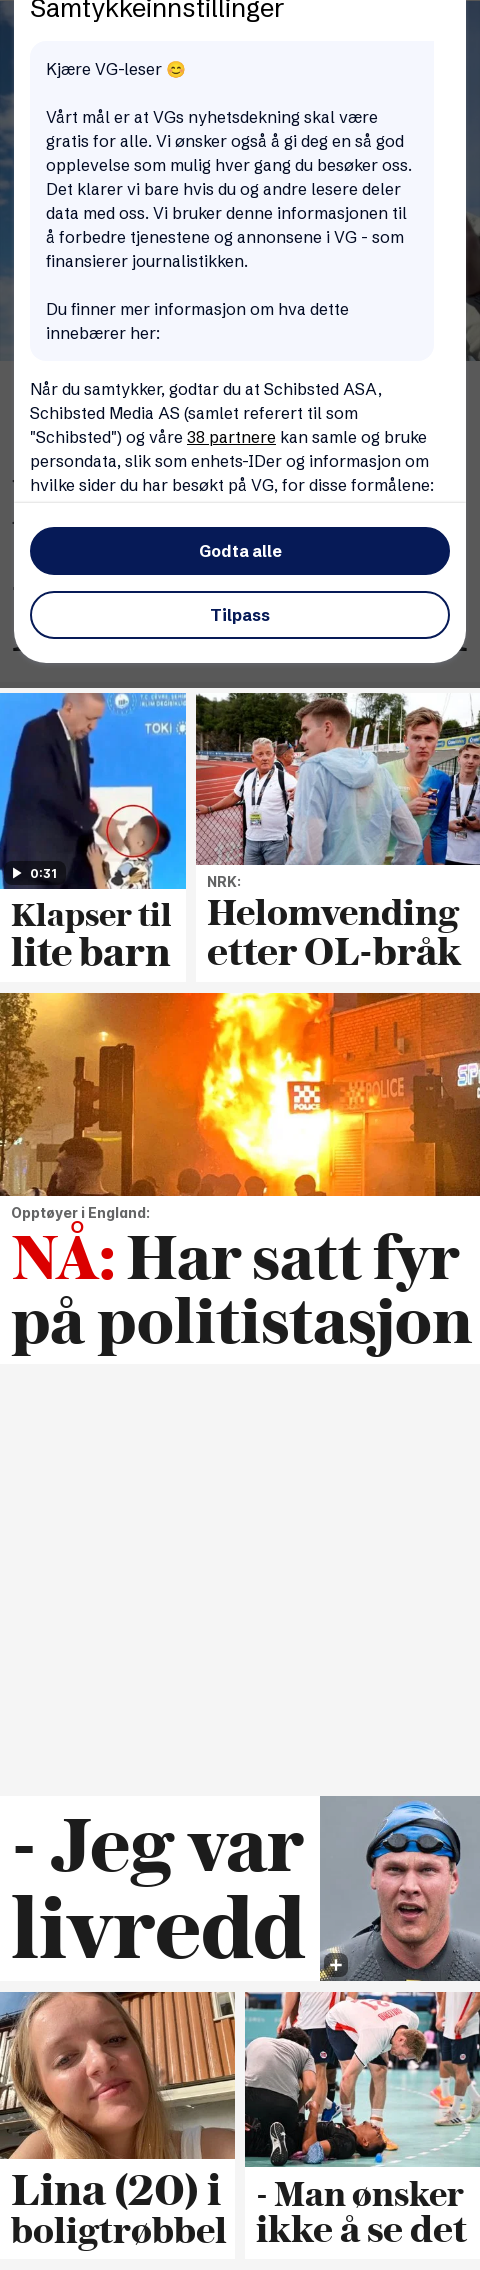 Samtykkeinnstillinger
Kjære VG-leser 😊
Vårt mål er at VGs nyhetsdekning skal være
gratis for alle. Vi ønsker også å gi deg en så god
opplevelse som mulig hver gang du besøker oss.
Det klarer vi bare hvis du og andre lesere deler
data med oss. Vi bruker denne informasjonen til
å forbedre tjenestene og annonsene i VG - som
finansierer journalistikken.
Du finner mer informasjon om hva dette
innebærer her:
Når du samtykker, godtar du at Schibsted ASA,
Schibsted Media AS (samlet referert til som
"Schibsted") og våre 38 partnere kan samle og bruke
persondata, slik som enhets-IDer og informasjon om
hvilke sider du har besøkt på VG, for disse formålene:
Godta alle
Tilpass
TOKİ
0:31
Klapser til
lite barn
NRK:
Helomvending
etter OL-bråk
POLICE
POLICE
Opptøyer i England:
NÅ: Har satt fyr
på politistasjon
- Jeg var
livredd
Lina (20) i
boligtrøbbel
- Man ønsker
ikke å se det